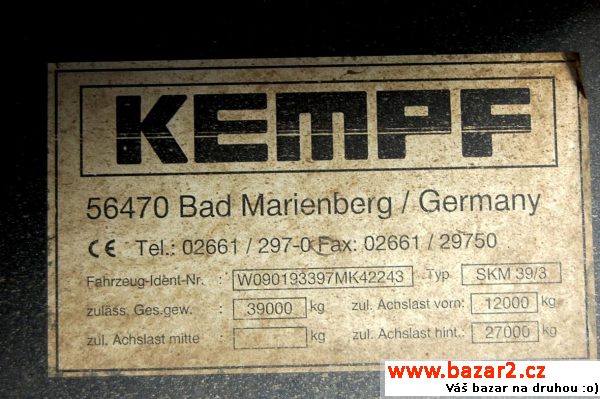 KEMPF
56470 Bad Marienberg / Germany
CE Tel.: 02661 / 297-0 Fax: 02661 / 29750
Fahrzeug-Ident-Nr. : W090193397MK42243 Typ SKM 39/3
zuläss. Ges.gew. : 39000 kg zul. Achslast vorn: 12000 kg
zul. Achslast mitte : kg zul. Achslast hint.: 27000 kg
www.bazar2.cz
Váš bazar na druhou :o)